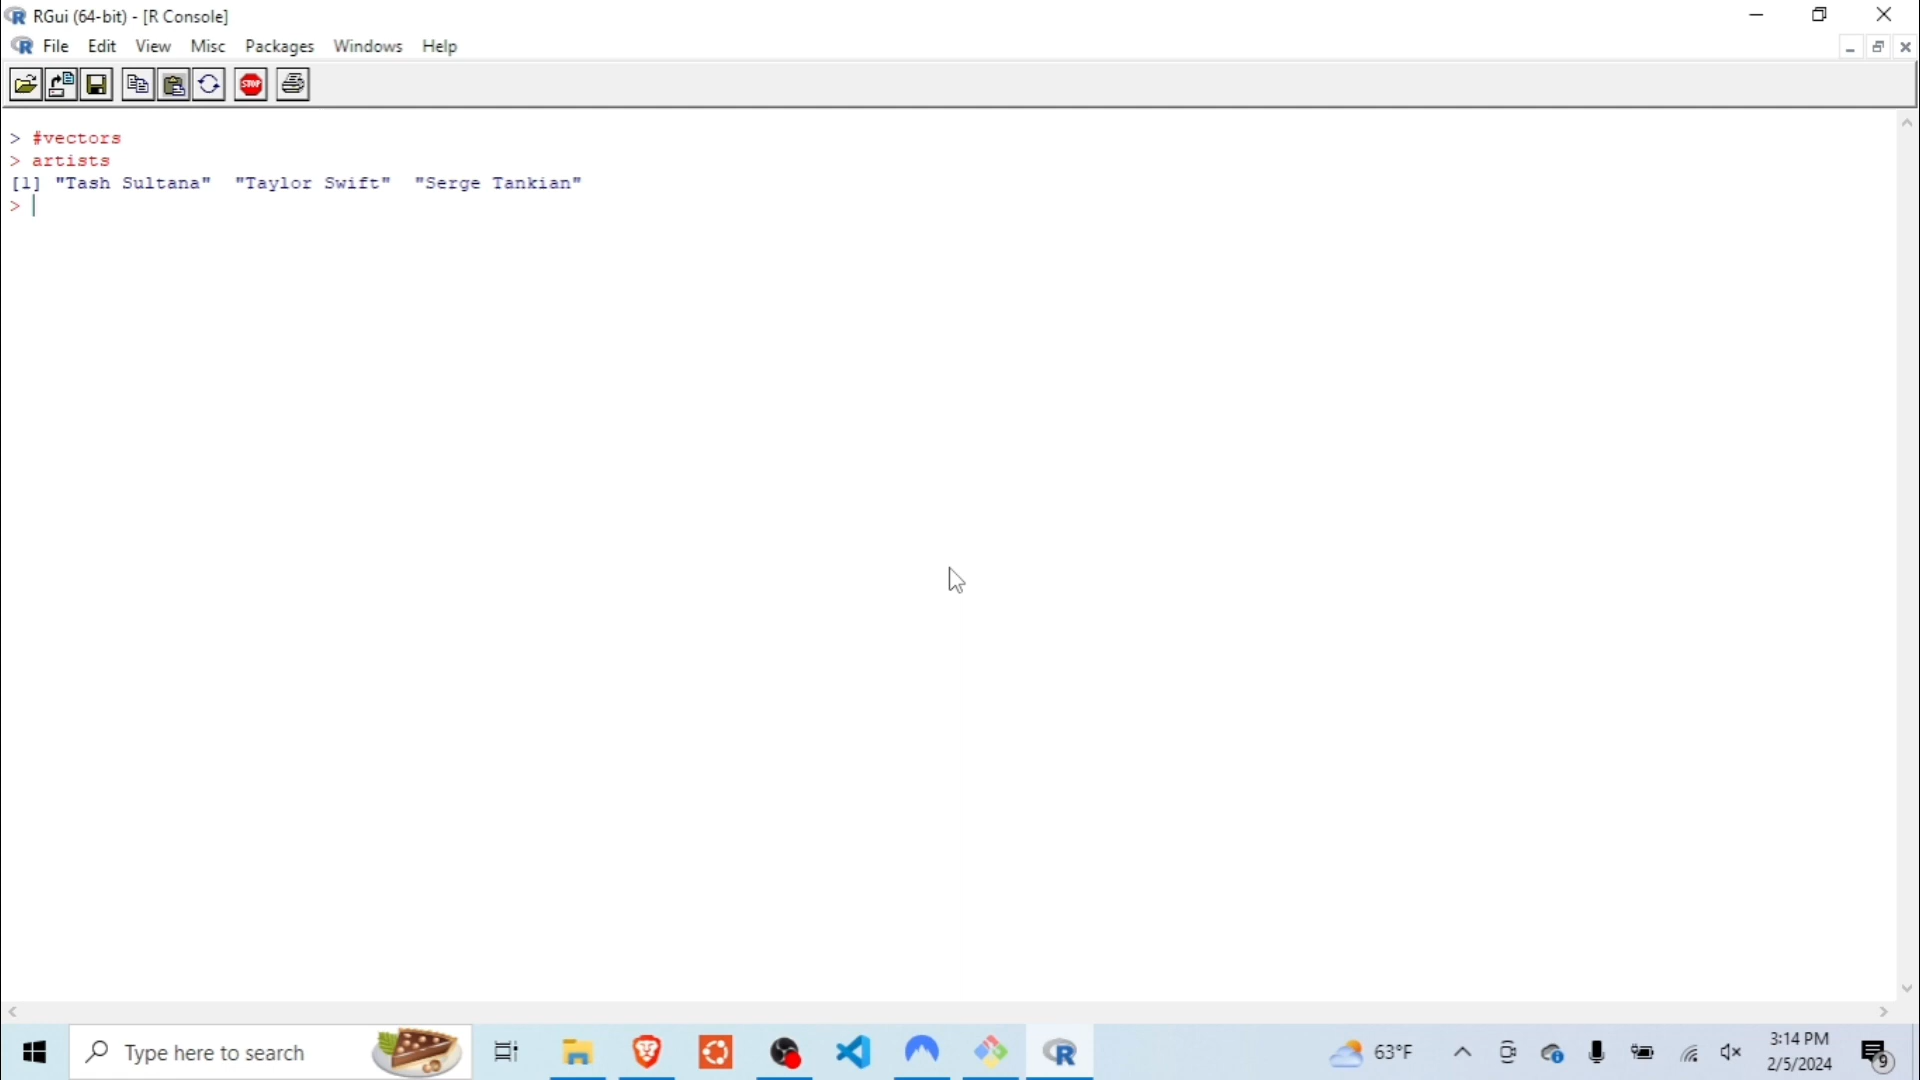 RGui (64-bit) - [R Console]
File Edit View Misc Packages Windows Help
STOP
> #vectors
> artists
[1] "Tash Sultana"  "Taylor Swift"  "Serge Tankian"
>
Type here to search
63°F
3:14 PM
2/5/2024
9